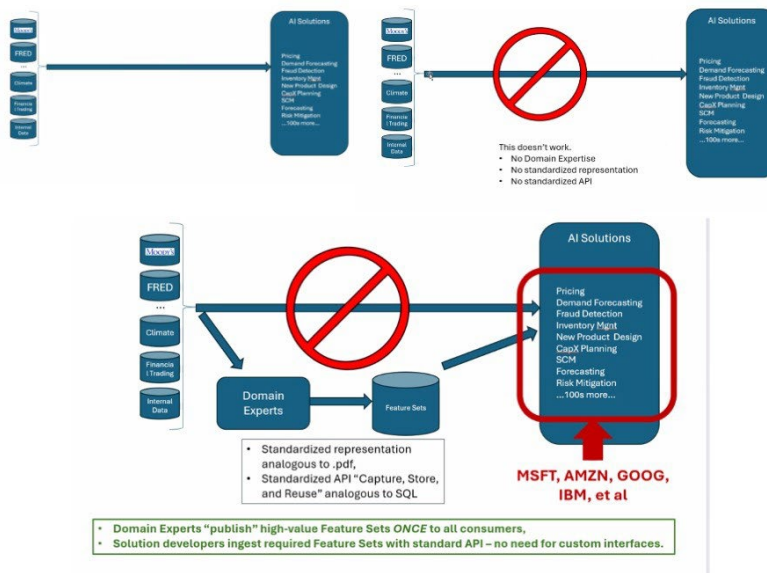 Moody's
FRED
...
Climate
Financia
l Trading
Internal
Data
AI Solutions
Pricing
Demand Forecasting
Fraud Detection
Inventory Mgnt
New Product Design
CapX Planning
SCM
Forecasting
Risk Mitigation
...100s more...
Moody's
FRED
...
Climate
Financia
l Trading
Internal
Data
This doesn't work.
• No Domain Expertise
• No standardized representation
• No standardized API
AI Solutions
Pricing
Demand Forecasting
Fraud Detection
Inventory Mgnt
New Product Design
CapX Planning
SCM
Forecasting
Risk Mitigation
...100s more...
Moody's
FRED
...
Climate
Financia
l Trading
Internal
Data
Domain
Experts
Feature Sets
• Standardized representation
analogous to .pdf,
• Standardized API "Capture, Store,
and Reuse" analogous to SQL
AI Solutions
Pricing
Demand Forecasting
Fraud Detection
Inventory Mgnt
New Product Design
CapX Planning
SCM
Forecasting
Risk Mitigation
...100s more...
MSFT, AMZN, GOOG,
IBM, et al
• Domain Experts "publish" high-value Feature Sets ONCE to all consumers,
• Solution developers ingest required Feature Sets with standard API – no need for custom interfaces.